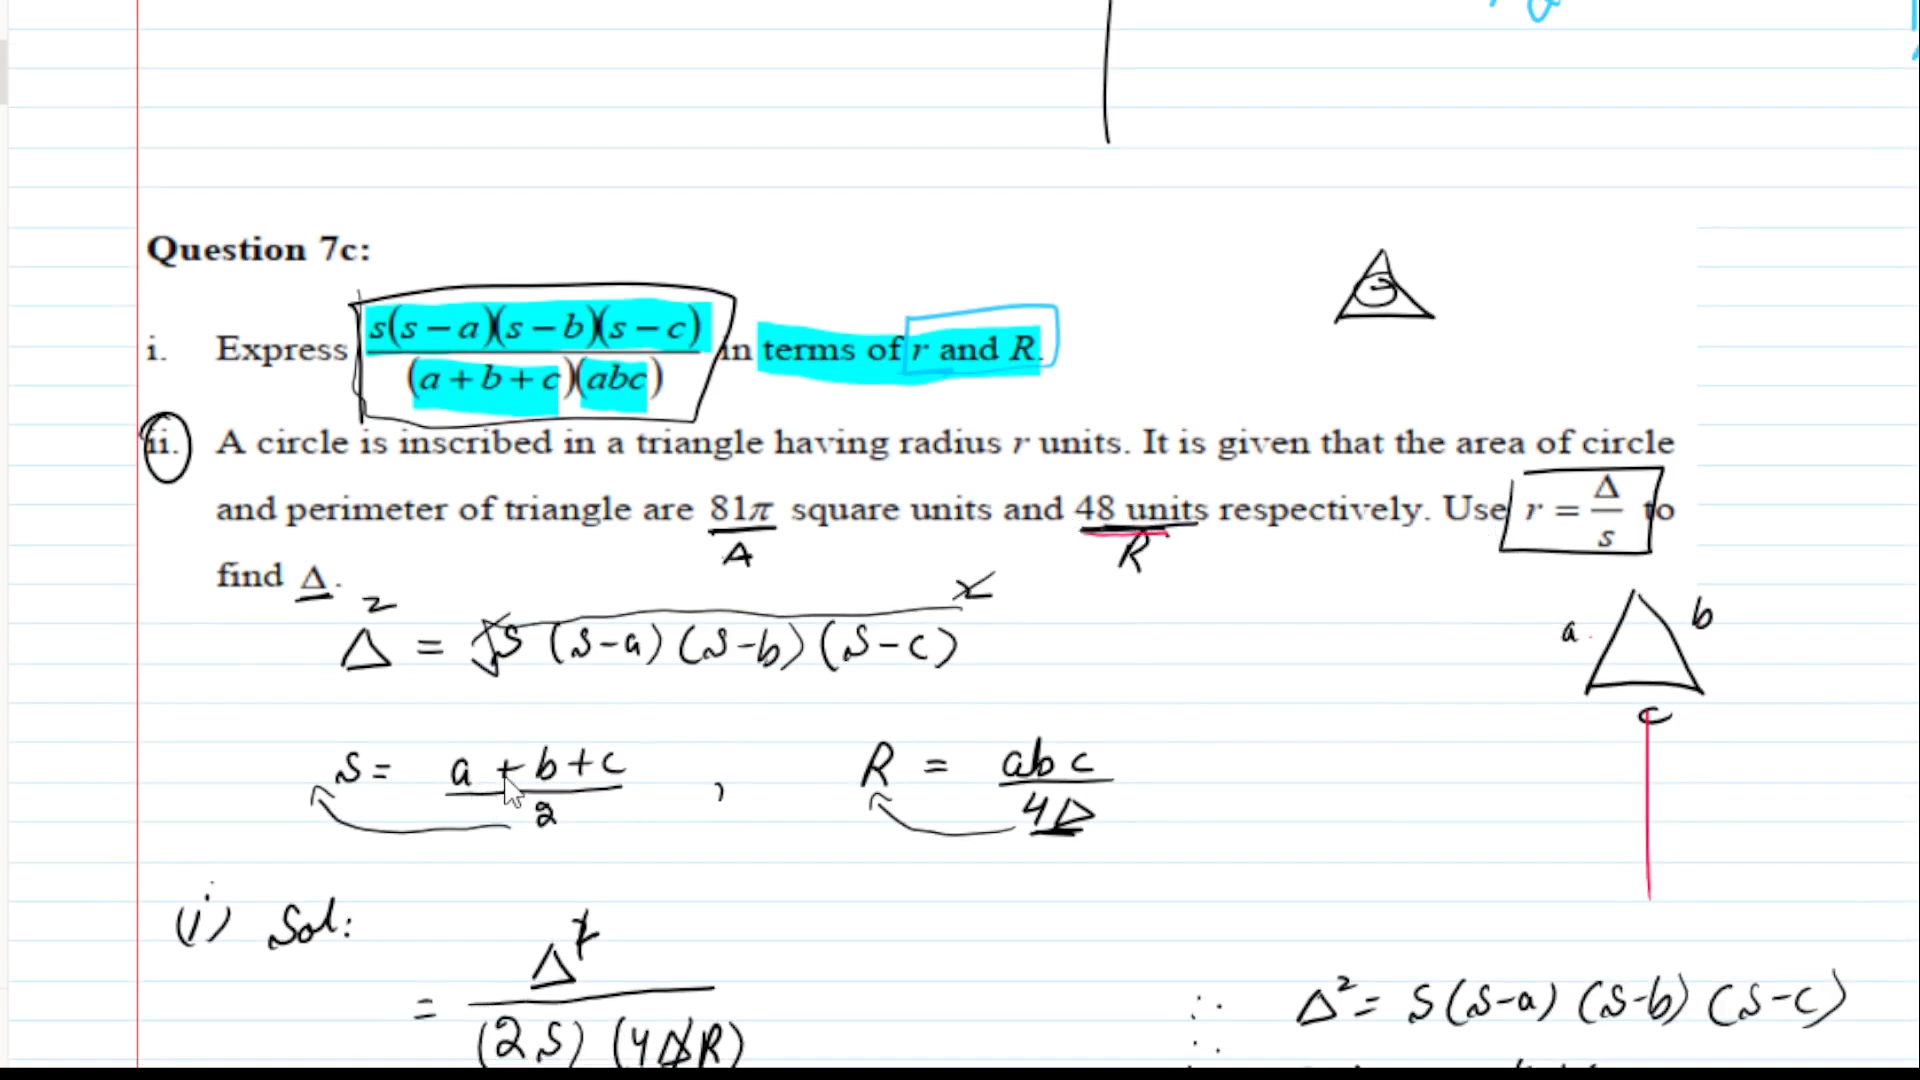 Question 7c:
i. Express s(s – a)(s – b)(s – c) / (a + b + c)(abc) in terms of r and R.
ii. A circle is inscribed in a triangle having radius r units. It is given that the area of circle
and perimeter of triangle are 81π square units and 48 units respectively. Use r = Δ / s to
A R
find Δ.
Δ² = √s (s-a) (s-b) (s-c)
a b
c
s = a + b + c / 2 , R = abc / 4Δ
(i) Sol:
= Δ² / (2s) (4ΔR)
∴ Δ² = s(s-a) (s-b) (s-c)